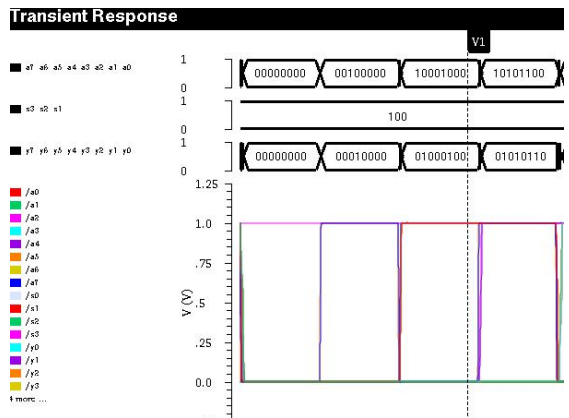 Transient Response
V1
a7 a6 a5 a4 a3 a2 a1 a0
1
0
00000000 00100000 10001000 10101100
s3 s2 s1
1
0
100
y7 y6 y5 y4 y3 y2 y1 y0
1
0
00000000 00010000 01000100 01010110
/a0
/a1
/a2
/a3
/a4
/a5
/a6
/a7
/s0
/s1
/s2
/s3
/y0
/y1
/y2
/y3
4 more ...
V (V)
1.25
1.0
.75
.5
.25
0.0